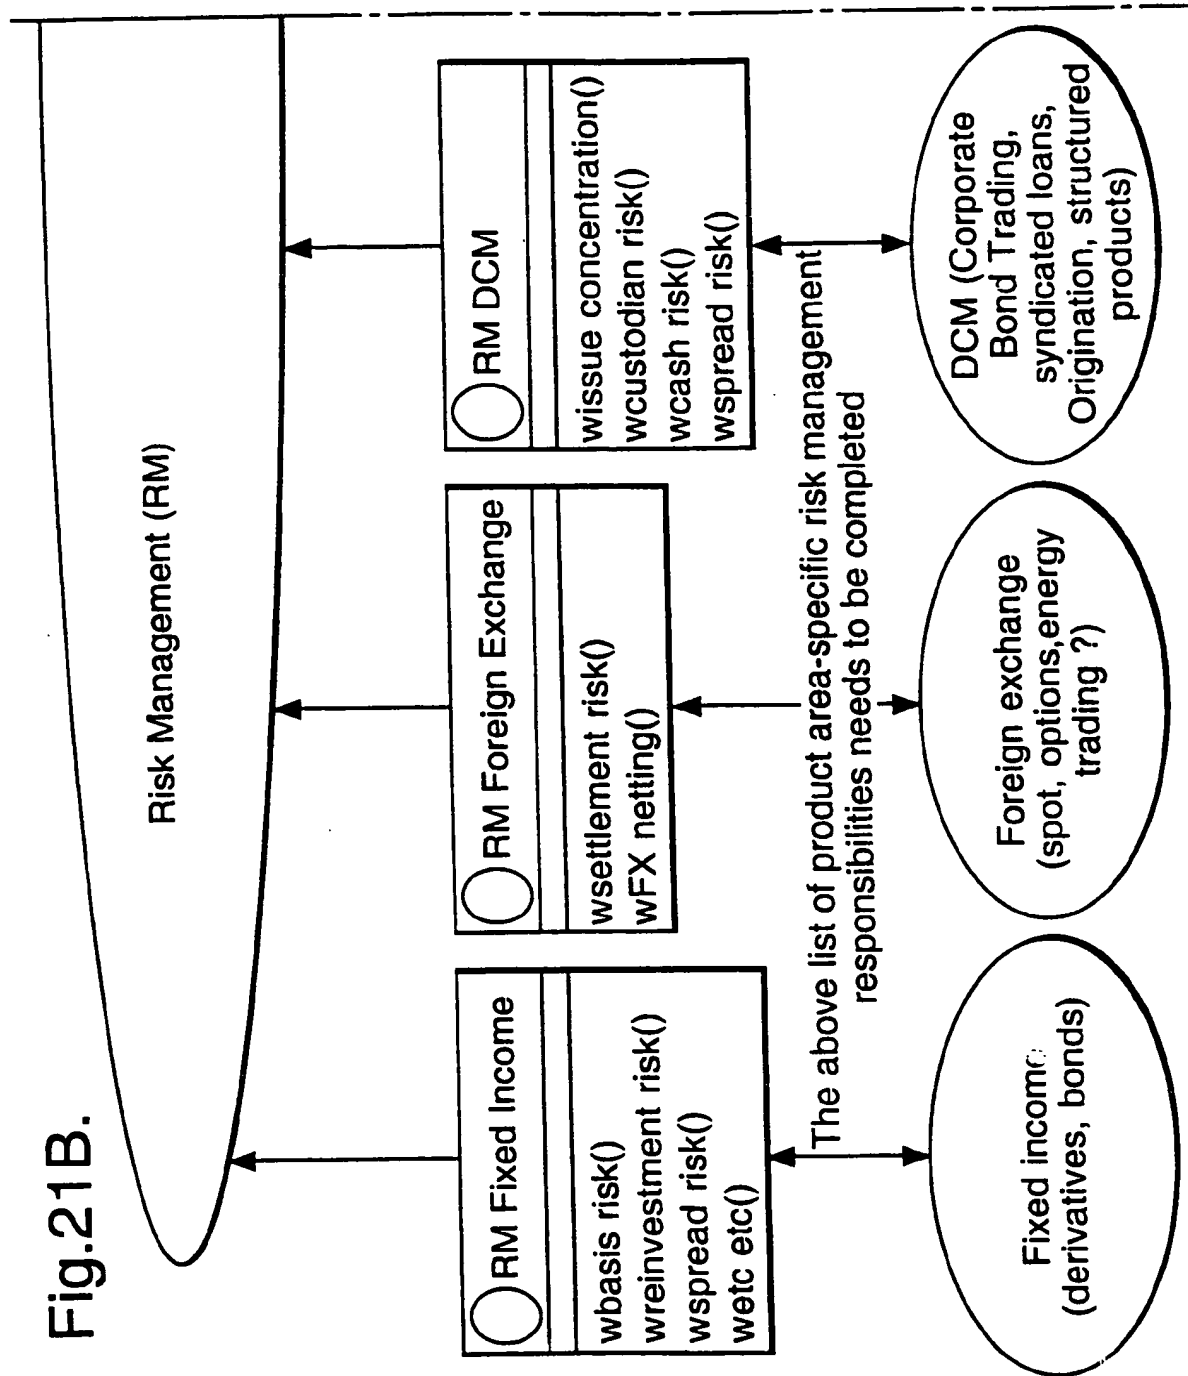 Fig.21B.
Risk Management (RM)
RM Fixed Income
wbasis risk()
wreinvestment risk()
wspread risk()
wetc etc()
RM Foreign Exchange
wsettlement risk()
wFX netting()
RM DCM
wissue concentration()
wcustodian risk()
wcash risk()
wspread risk()
The above list of product area-specific risk management
responsibilities needs to be completed
Fixed income
(derivatives, bonds)
Foreign exchange
(spot, options,energy
trading ?)
DCM (Corporate
Bond Trading,
syndicated loans,
Origination, structured
products)